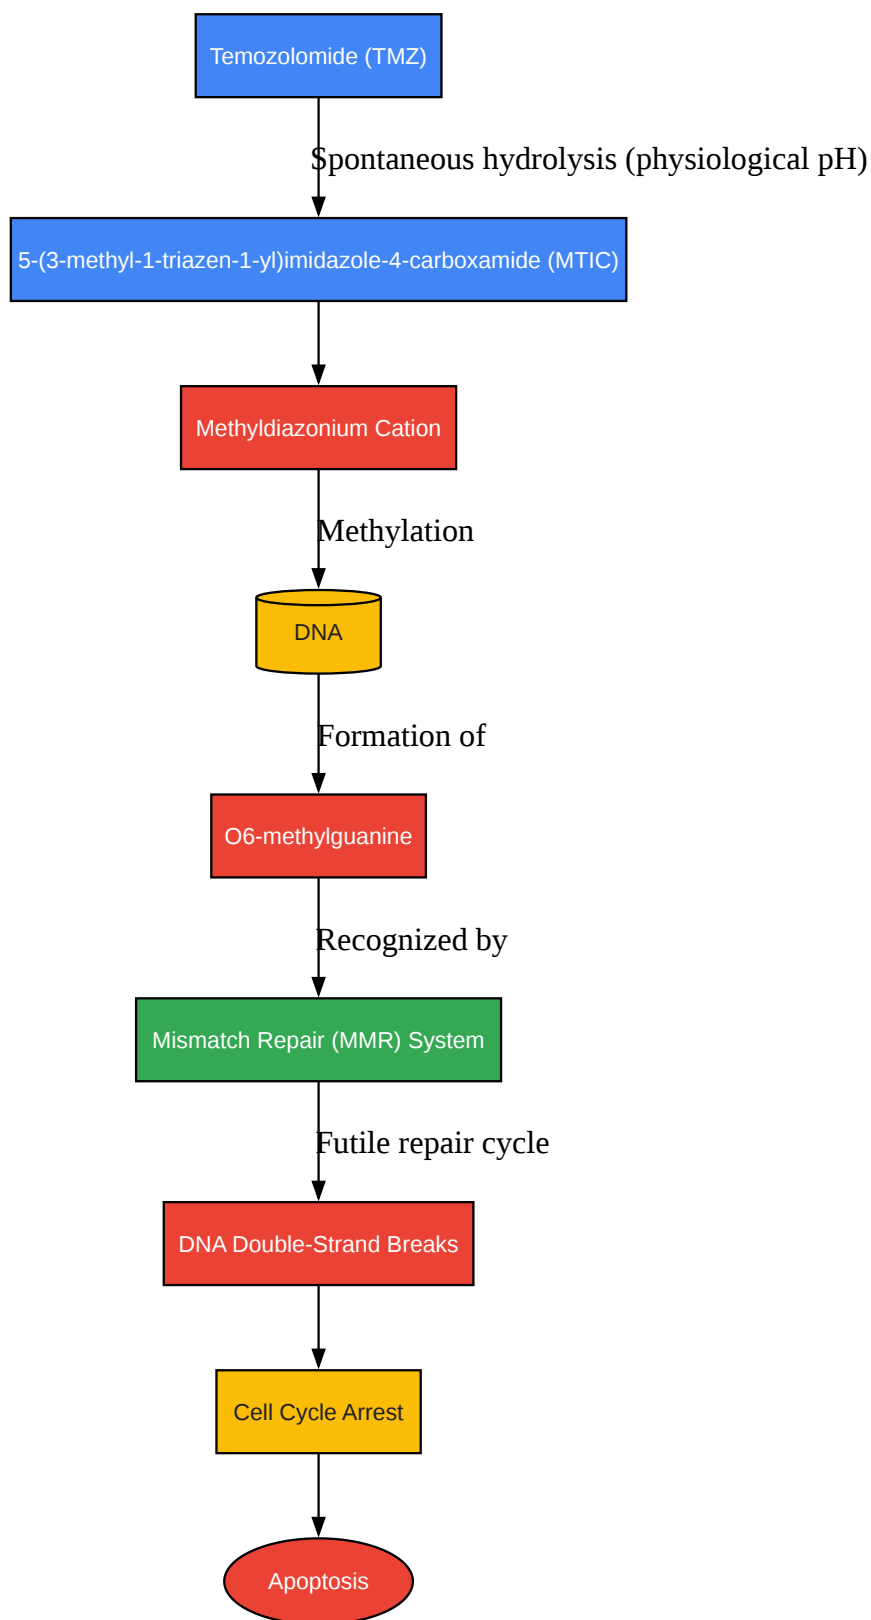 Temozolomide (TMZ)
Spontaneous hydrolysis (physiological pH)
5-(3-methyl-1-triazen-1-yl)imidazole-4-carboxamide (MTIC)
Methyldiazonium Cation
Methylation
DNA
Formation of
O6-methylguanine
Recognized by
Mismatch Repair (MMR) System
Futile repair cycle
DNA Double-Strand Breaks
Cell Cycle Arrest
Apoptosis